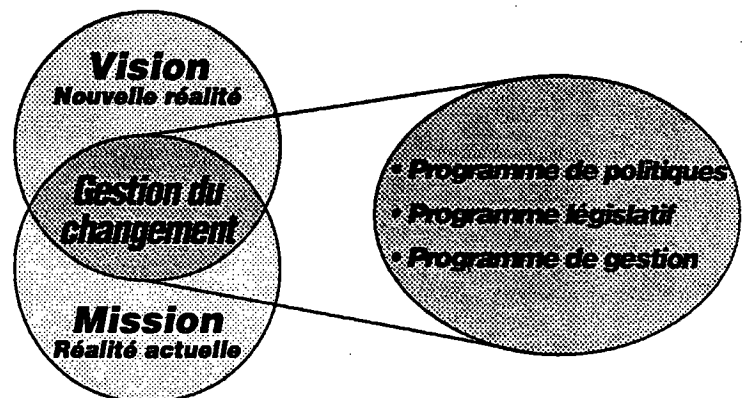 Vision
Nouvelle réalité
Gestion du
changement
Mission
Réalité actuelle
• Programme de politiques
• Programme législatif
• Programme de gestion